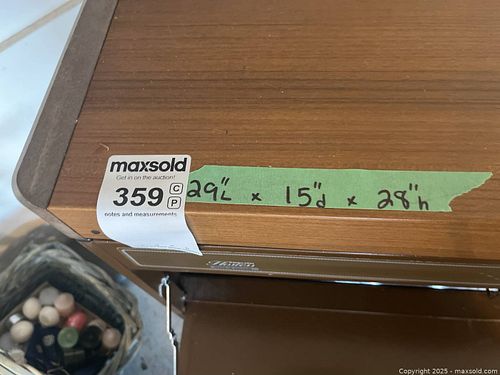 maxsold
Get in on the auction!
359
C
P
notes and measurements
29"L x 15"d x 28"h
Copyright © 2025 - maxsold.com